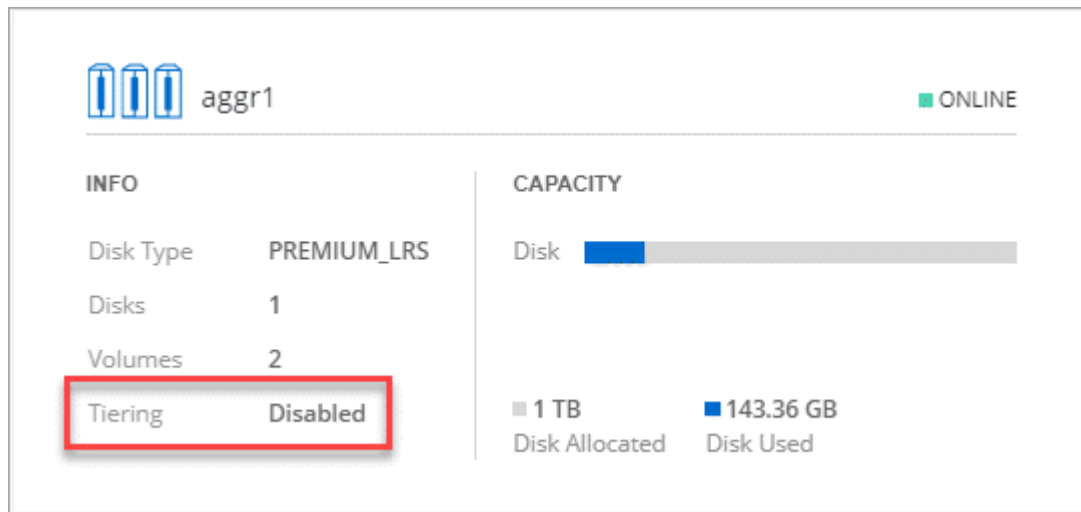 aggr1
ONLINE
INFO
Disk Type PREMIUM_LRS
Disks 1
Volumes 2
Tiering Disabled
CAPACITY
Disk
1 TB
Disk Allocated
143.36 GB
Disk Used